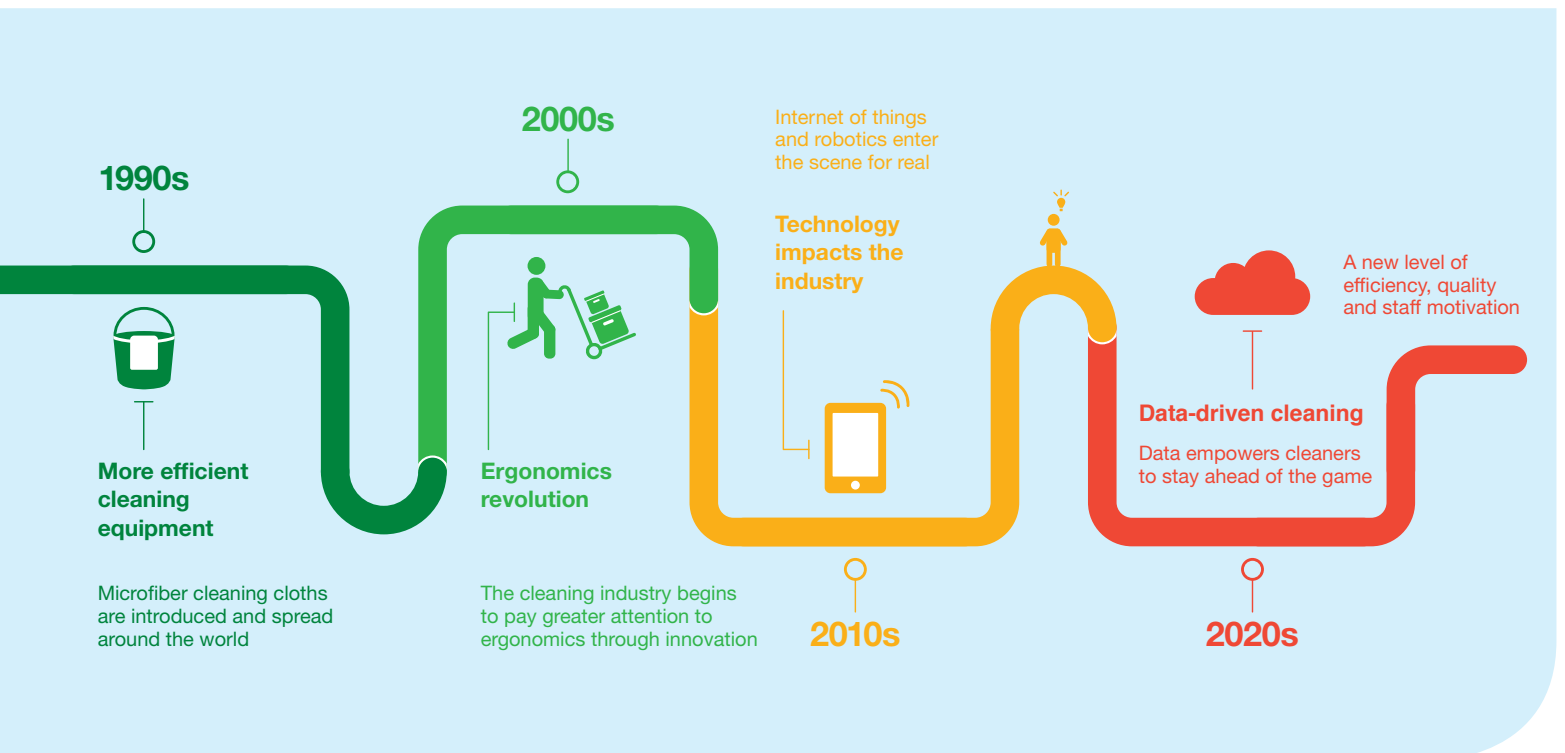 1990s
More efficient
cleaning
equipment
Microfiber cleaning cloths
are introduced and spread
around the world
2000s
Ergonomics
revolution
The cleaning industry begins
to pay greater attention to
ergonomics through innovation
Internet of things
and robotics enter
the scene for real
Technology
impacts the
industry
2010s
A new level of
efficiency, quality
and staff motivation
Data-driven cleaning
Data empowers cleaners
to stay ahead of the game
2020s